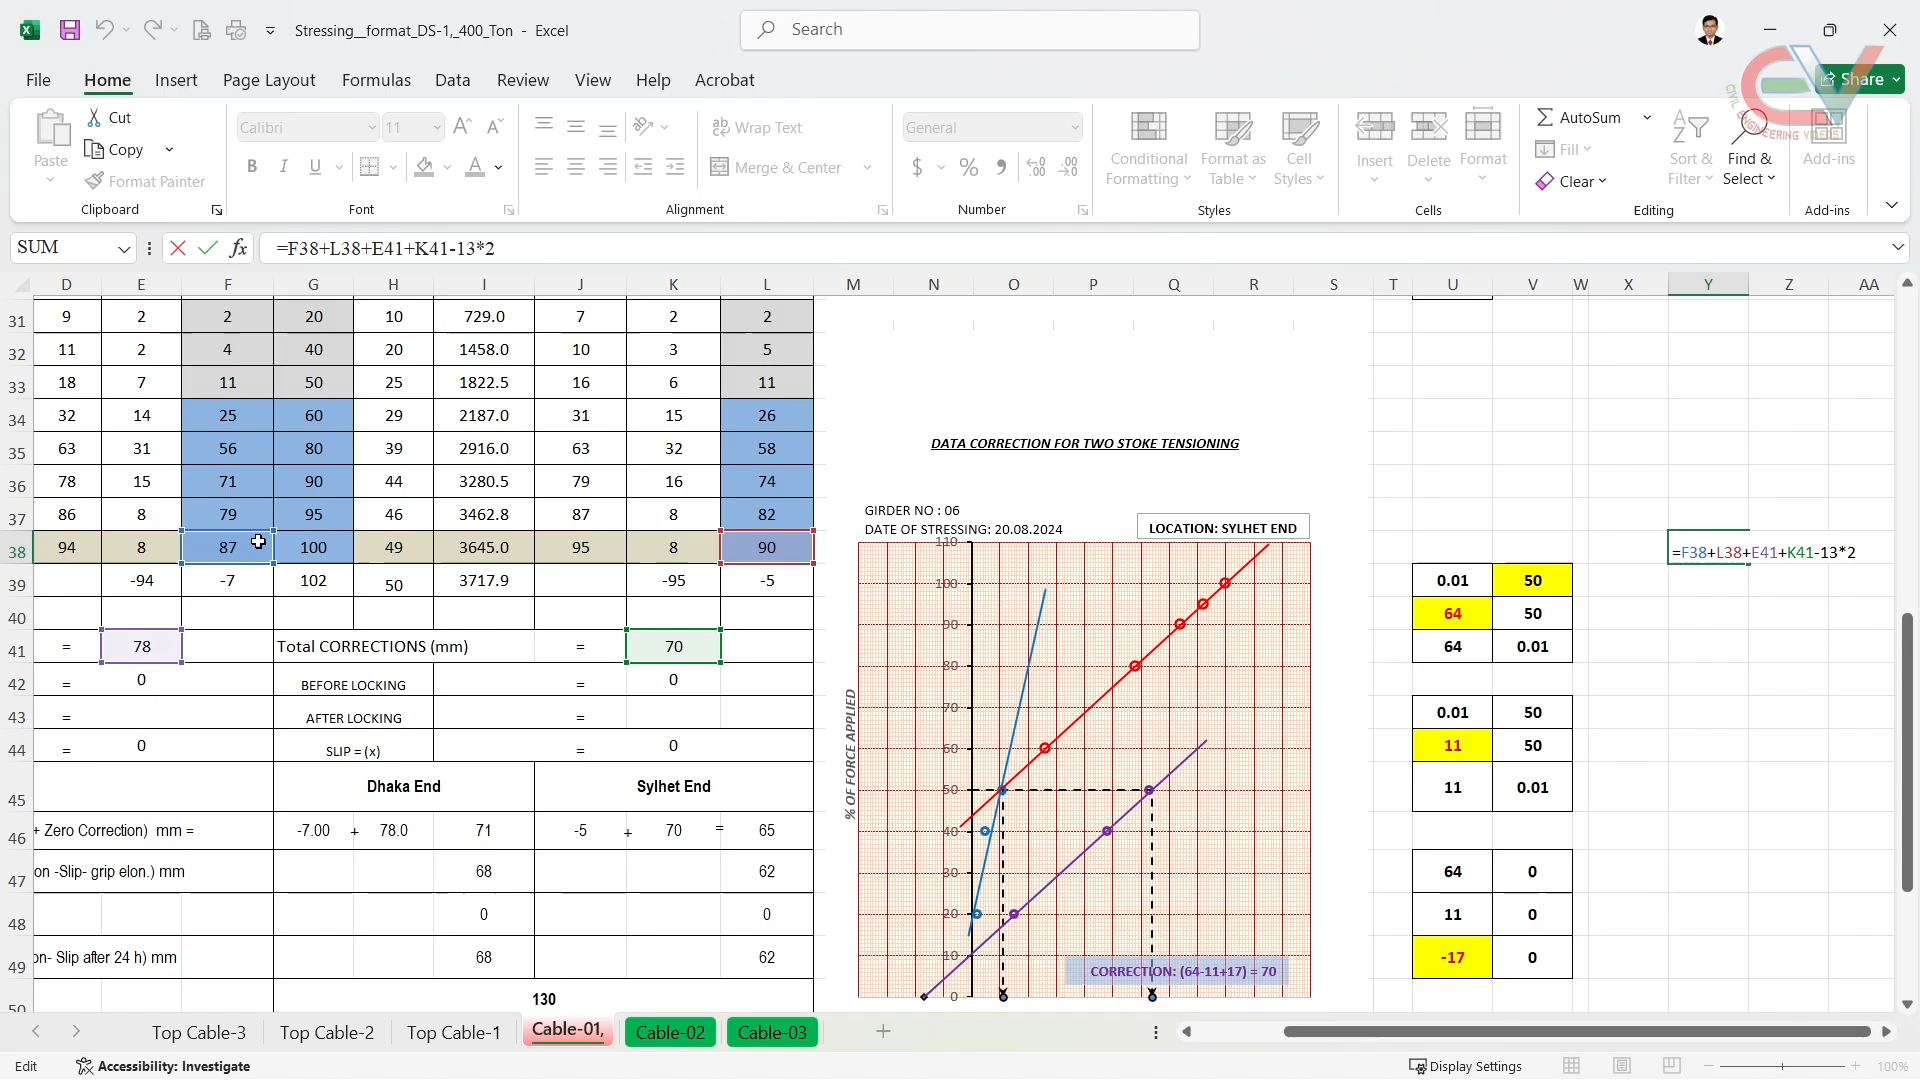 Stressing__format_DS-1,_400_Ton - Excel
Search
File Home Insert Page Layout Formulas Data Review View Help Acrobat
Share
CIVIL ENGINEERING VIDEOS
Paste
Cut
Copy
Format Painter
Clipboard
Calibri 11
B I U
Font
ab Wrap Text
Merge & Center
Alignment
General
$ % 9
Number
Conditional Formatting
Format as Table
Cell Styles
Styles
Insert Delete Format
Cells
AutoSum
Fill
Clear
Sort & Filter
Find & Select
Editing
Add-ins
Add-ins
SUM fx =F38+L38+E41+K41-13*2
D E F G H I J K L M N O P Q R S T U V W X Y Z AA
31 9 2 2 20 10 729.0 7 2 2
32 11 2 4 40 20 1458.0 10 3 5
33 18 7 11 50 25 1822.5 16 6 11
34 32 14 25 60 29 2187.0 31 15 26
35 63 31 56 80 39 2916.0 63 32 58
36 78 15 71 90 44 3280.5 79 16 74
37 86 8 79 95 46 3462.8 87 8 82
38 94 8 87 100 49 3645.0 95 8 90 =F38+L38+E41+K41-13*2
39 -94 -7 102 50 3717.9 -95 -5 0.01 50
40 64 50
41 = 78 Total CORRECTIONS (mm) = 70 64 0.01
42 = 0 BEFORE LOCKING = 0
43 = AFTER LOCKING = 0.01 50
44 = 0 SLIP = (x) = 0 11 50
45 Dhaka End Sylhet End 11 0.01
46 + Zero Correction) mm = -7.00 + 78.0 71 -5 + 70 = 65
47 on -Slip- grip elon.) mm 68 62 64 0
48 0 0 11 0
49 on- Slip after 24 h) mm 68 62 -17 0
50 130
DATA CORRECTION FOR TWO STOKE TENSIONING
GIRDER NO : 06
DATE OF STRESSING: 20.08.2024
LOCATION: SYLHET END
% OF FORCE APPLIED
110
100
90
80
70
60
50
40
30
20
10
0
CORRECTION: (64-11+17) = 70
Top Cable-3 Top Cable-2 Top Cable-1 Cable-01, Cable-02 Cable-03
Edit Accessibility: Investigate Display Settings 100%